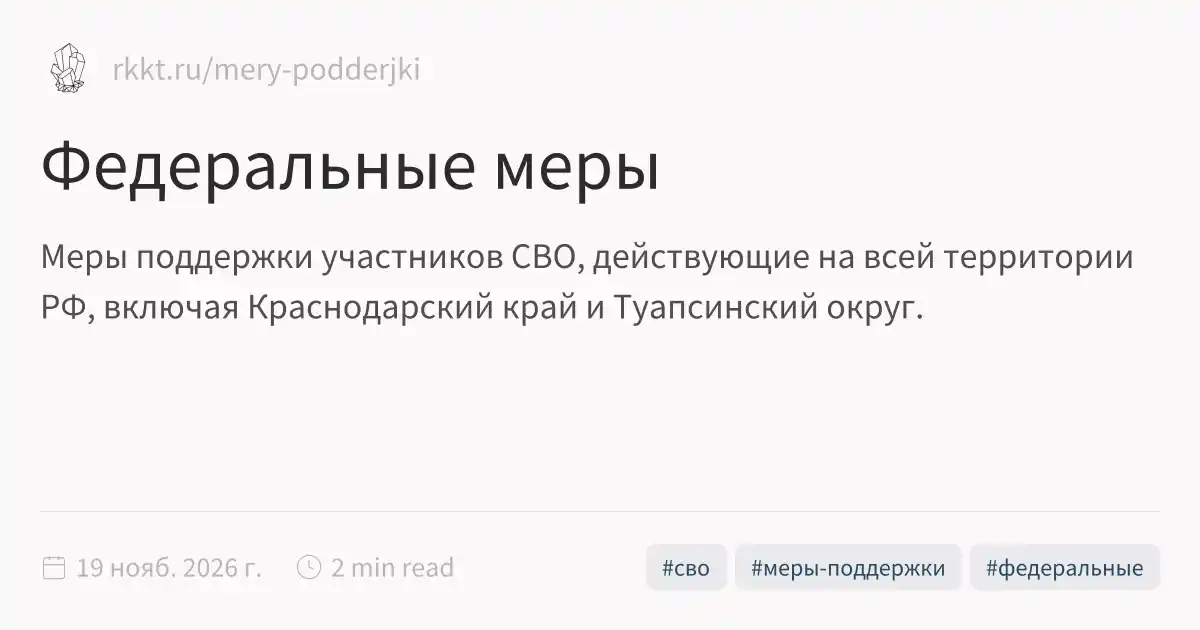 rkkt.ru/mery-podderjki
Федеральные меры
Меры поддержки участников СВО, действующие на всей территории
РФ, включая Краснодарский край и Туапсинский округ.
19 нояб. 2026 г.
2 min read
#сво
#меры-поддержки
#федеральные